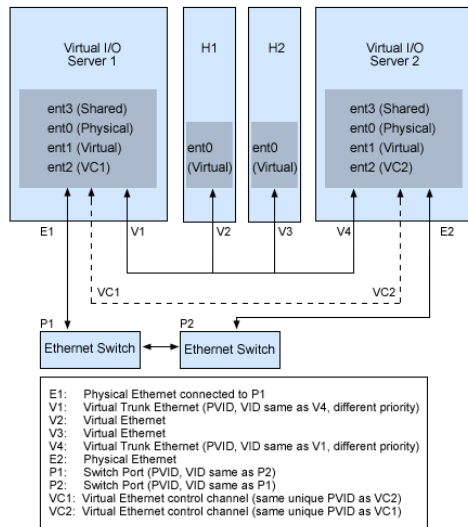 Virtual I/O
Server 1
H1
H2
Virtual I/O
Server 2
ent3 (Shared)
ent0 (Physical)
ent1 (Virtual)
ent2 (VC1)
ent0
(Virtual)
ent0
(Virtual)
ent3 (Shared)
ent0 (Physical)
ent1 (Virtual)
ent2 (VC2)
E1
V1
V2
V3
V4
E2
VC1
VC2
P1
P2
Ethernet Switch
Ethernet Switch
E1: Physical Ethernet connected to P1
V1: Virtual Trunk Ethernet (PVID, VID same as V4, different priority)
V2: Virtual Ethernet
V3: Virtual Ethernet
V4: Virtual Trunk Ethernet (PVID, VID same as V1, different priority)
E2: Physical Ethernet
P1: Switch Port (PVID, VID same as P2)
P2: Switch Port (PVID, VID same as P1)
VC1: Virtual Ethernet control channel (same unique PVID as VC2)
VC2: Virtual Ethernet control channel (same unique PVID as VC1)